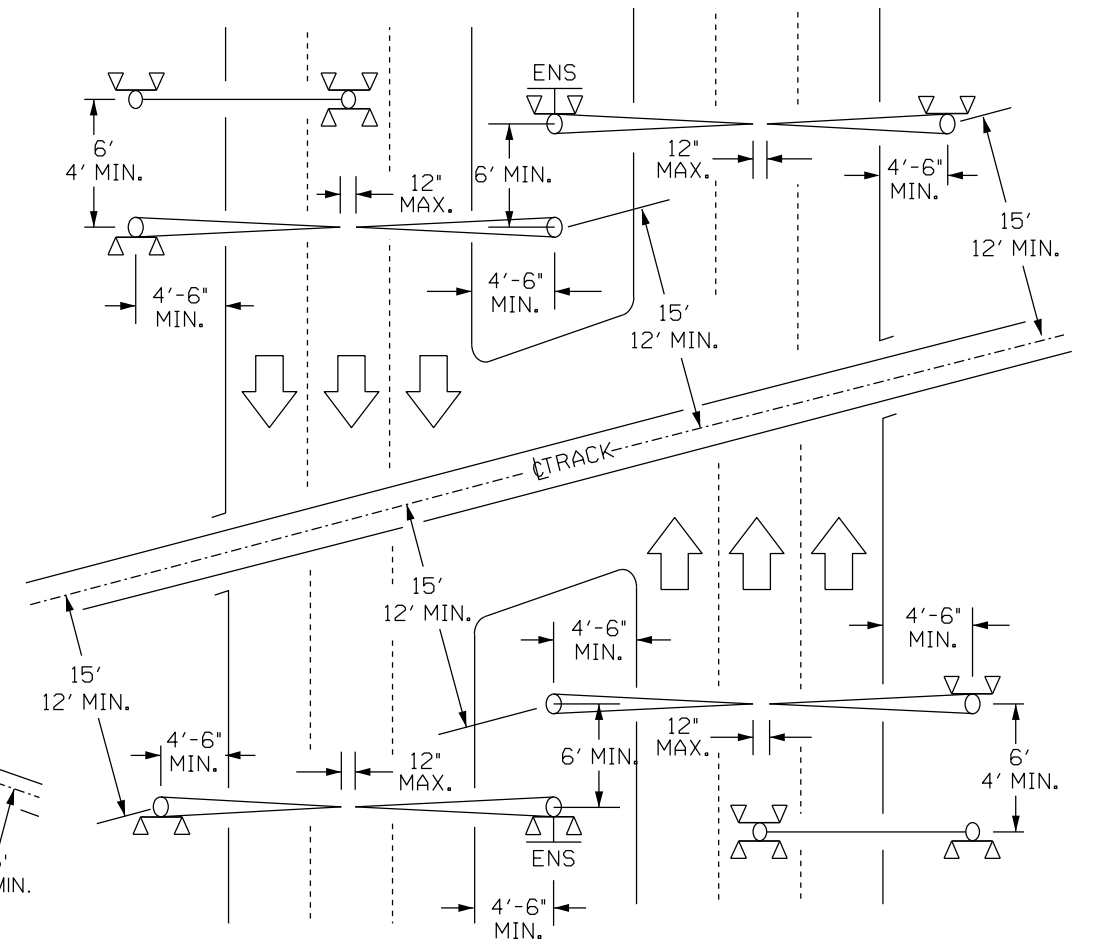 ENS
6'
4' MIN.
12"
MAX.
6' MIN.
12"
MAX.
4'-6"
MIN.
15'
12' MIN.
4'-6"
MIN.
4'-6"
MIN.
15'
12' MIN.
℄ TRACK
15'
12' MIN.
4'-6"
MIN.
4'-6"
MIN.
15'
12' MIN.
4'-6"
MIN.
12"
MAX.
6' MIN.
12"
MAX.
6'
4' MIN.
ENS
4'-6"
MIN.
MIN.